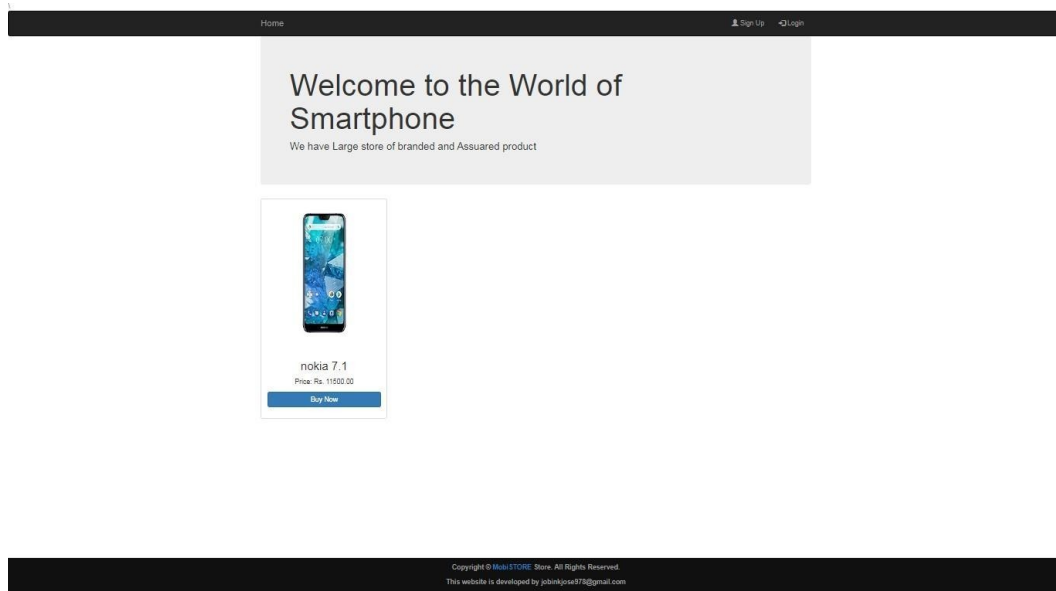 \
Home Sign Up Login
Welcome to the World of
Smartphone
We have Large store of branded and Assuared product
nokia 7.1
Price: Rs. 11500.00
Buy Now
Copyright © MobiSTORE Store. All Rights Reserved.
This website is developed by jobinkjose978@gmail.com